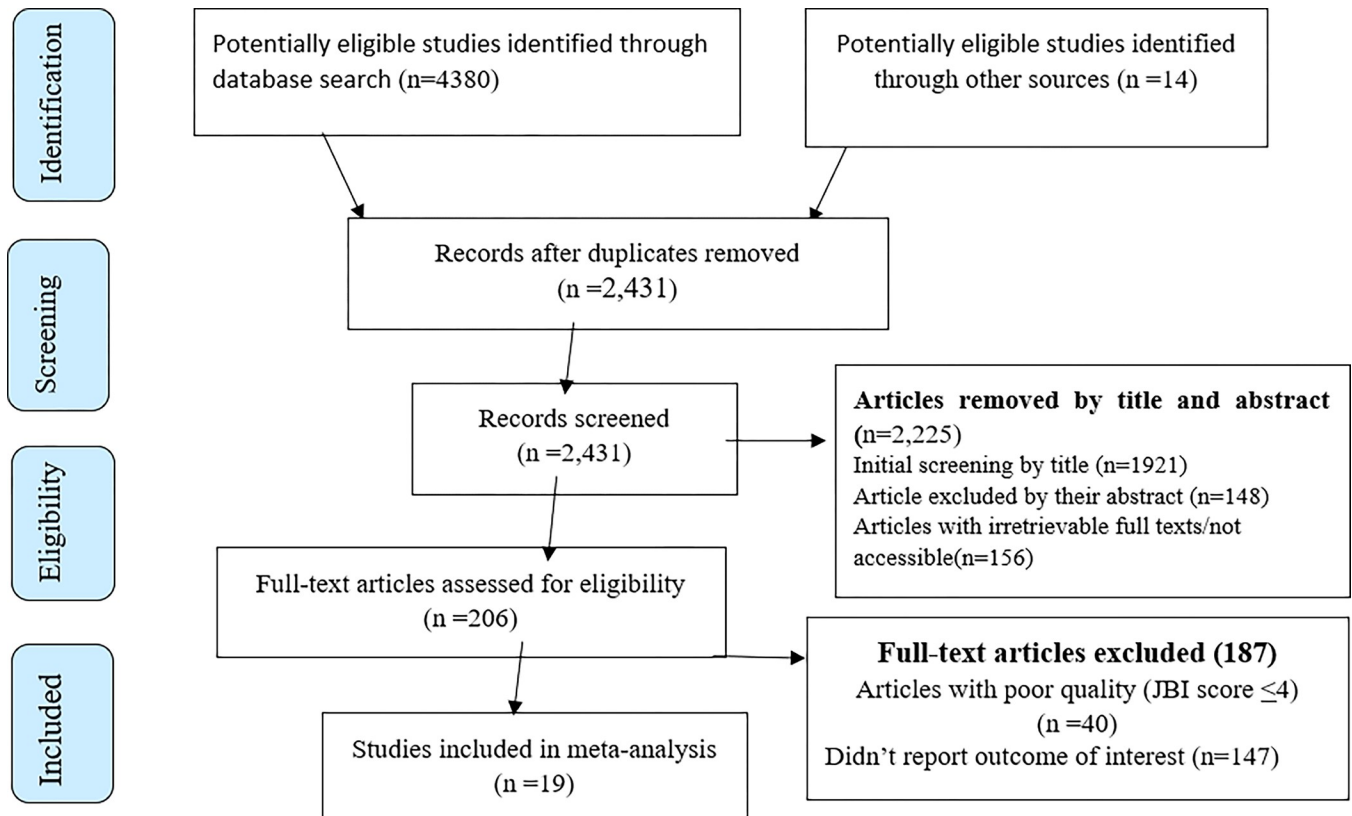 Identification
Potentially eligible studies identified through
database search (n=4380)
Potentially eligible studies identified
through other sources (n =14)
Screening
Records after duplicates removed
(n =2,431)
Records screened
(n =2,431)
Articles removed by title and abstract
(n=2,225)
Initial screening by title (n=1921)
Article excluded by their abstract (n=148)
Articles with irretrievable full texts/not
accessible(n=156)
Eligibility
Full-text articles assessed for eligibility
(n =206)
Full-text articles excluded (187)
Articles with poor quality (JBI score ≤4)
(n =40)
Didn’t report outcome of interest (n=147)
Included
Studies included in meta-analysis
(n =19)